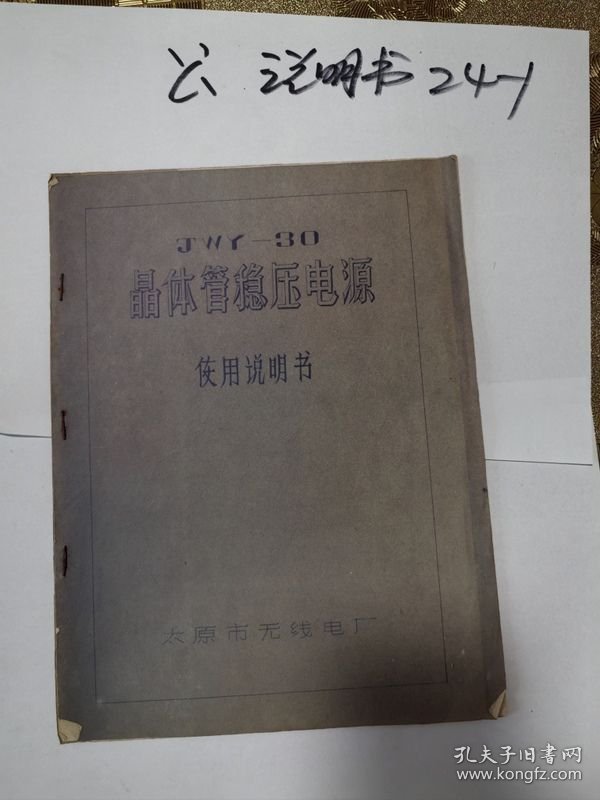 说明书24-1
JWY-30
晶体管稳压电源
使用说明书
太原市无线电厂
孔夫子旧书网
www.kongfz.com